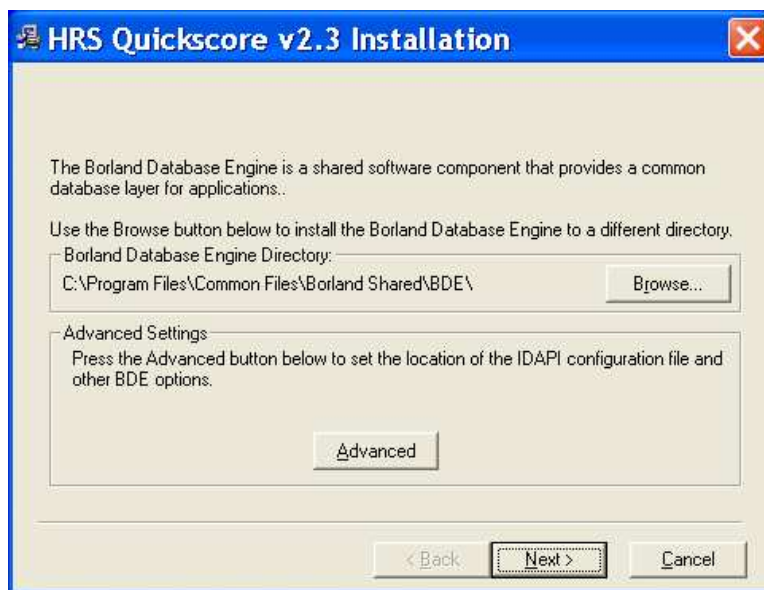 HRS Quickscore v2.3 Installation
The Borland Database Engine is a shared software component that provides a common
database layer for applications..
Use the Browse button below to install the Borland Database Engine to a different directory.
Borland Database Engine Directory:
C:\Program Files\Common Files\Borland Shared\BDE\
Browse...
Advanced Settings
Press the Advanced button below to set the location of the IDAPI configuration file and
other BDE options.
Advanced
< Back
Next >
Cancel